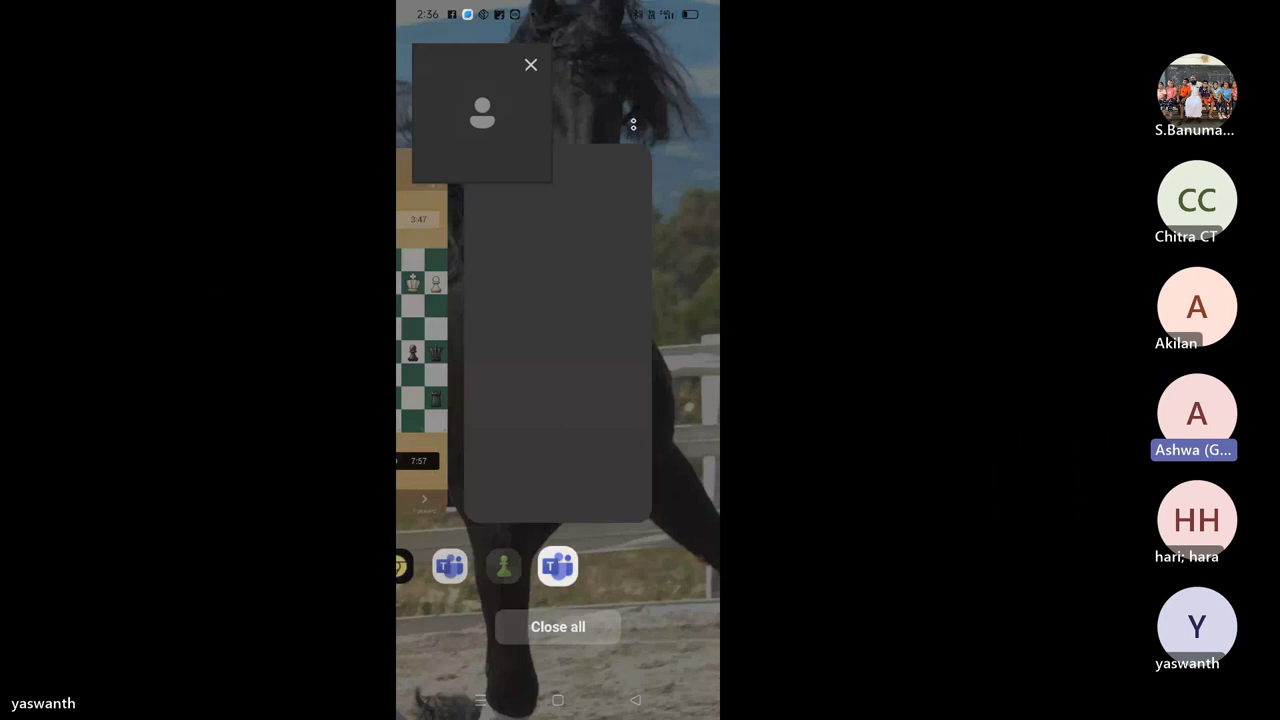 2:36
3:47
7:57
Close all
S.Banuma...
CC
Chitra CT
A
Akilan
A
Ashwa (G...
HH
hari; hara
Y
yaswanth
yaswanth